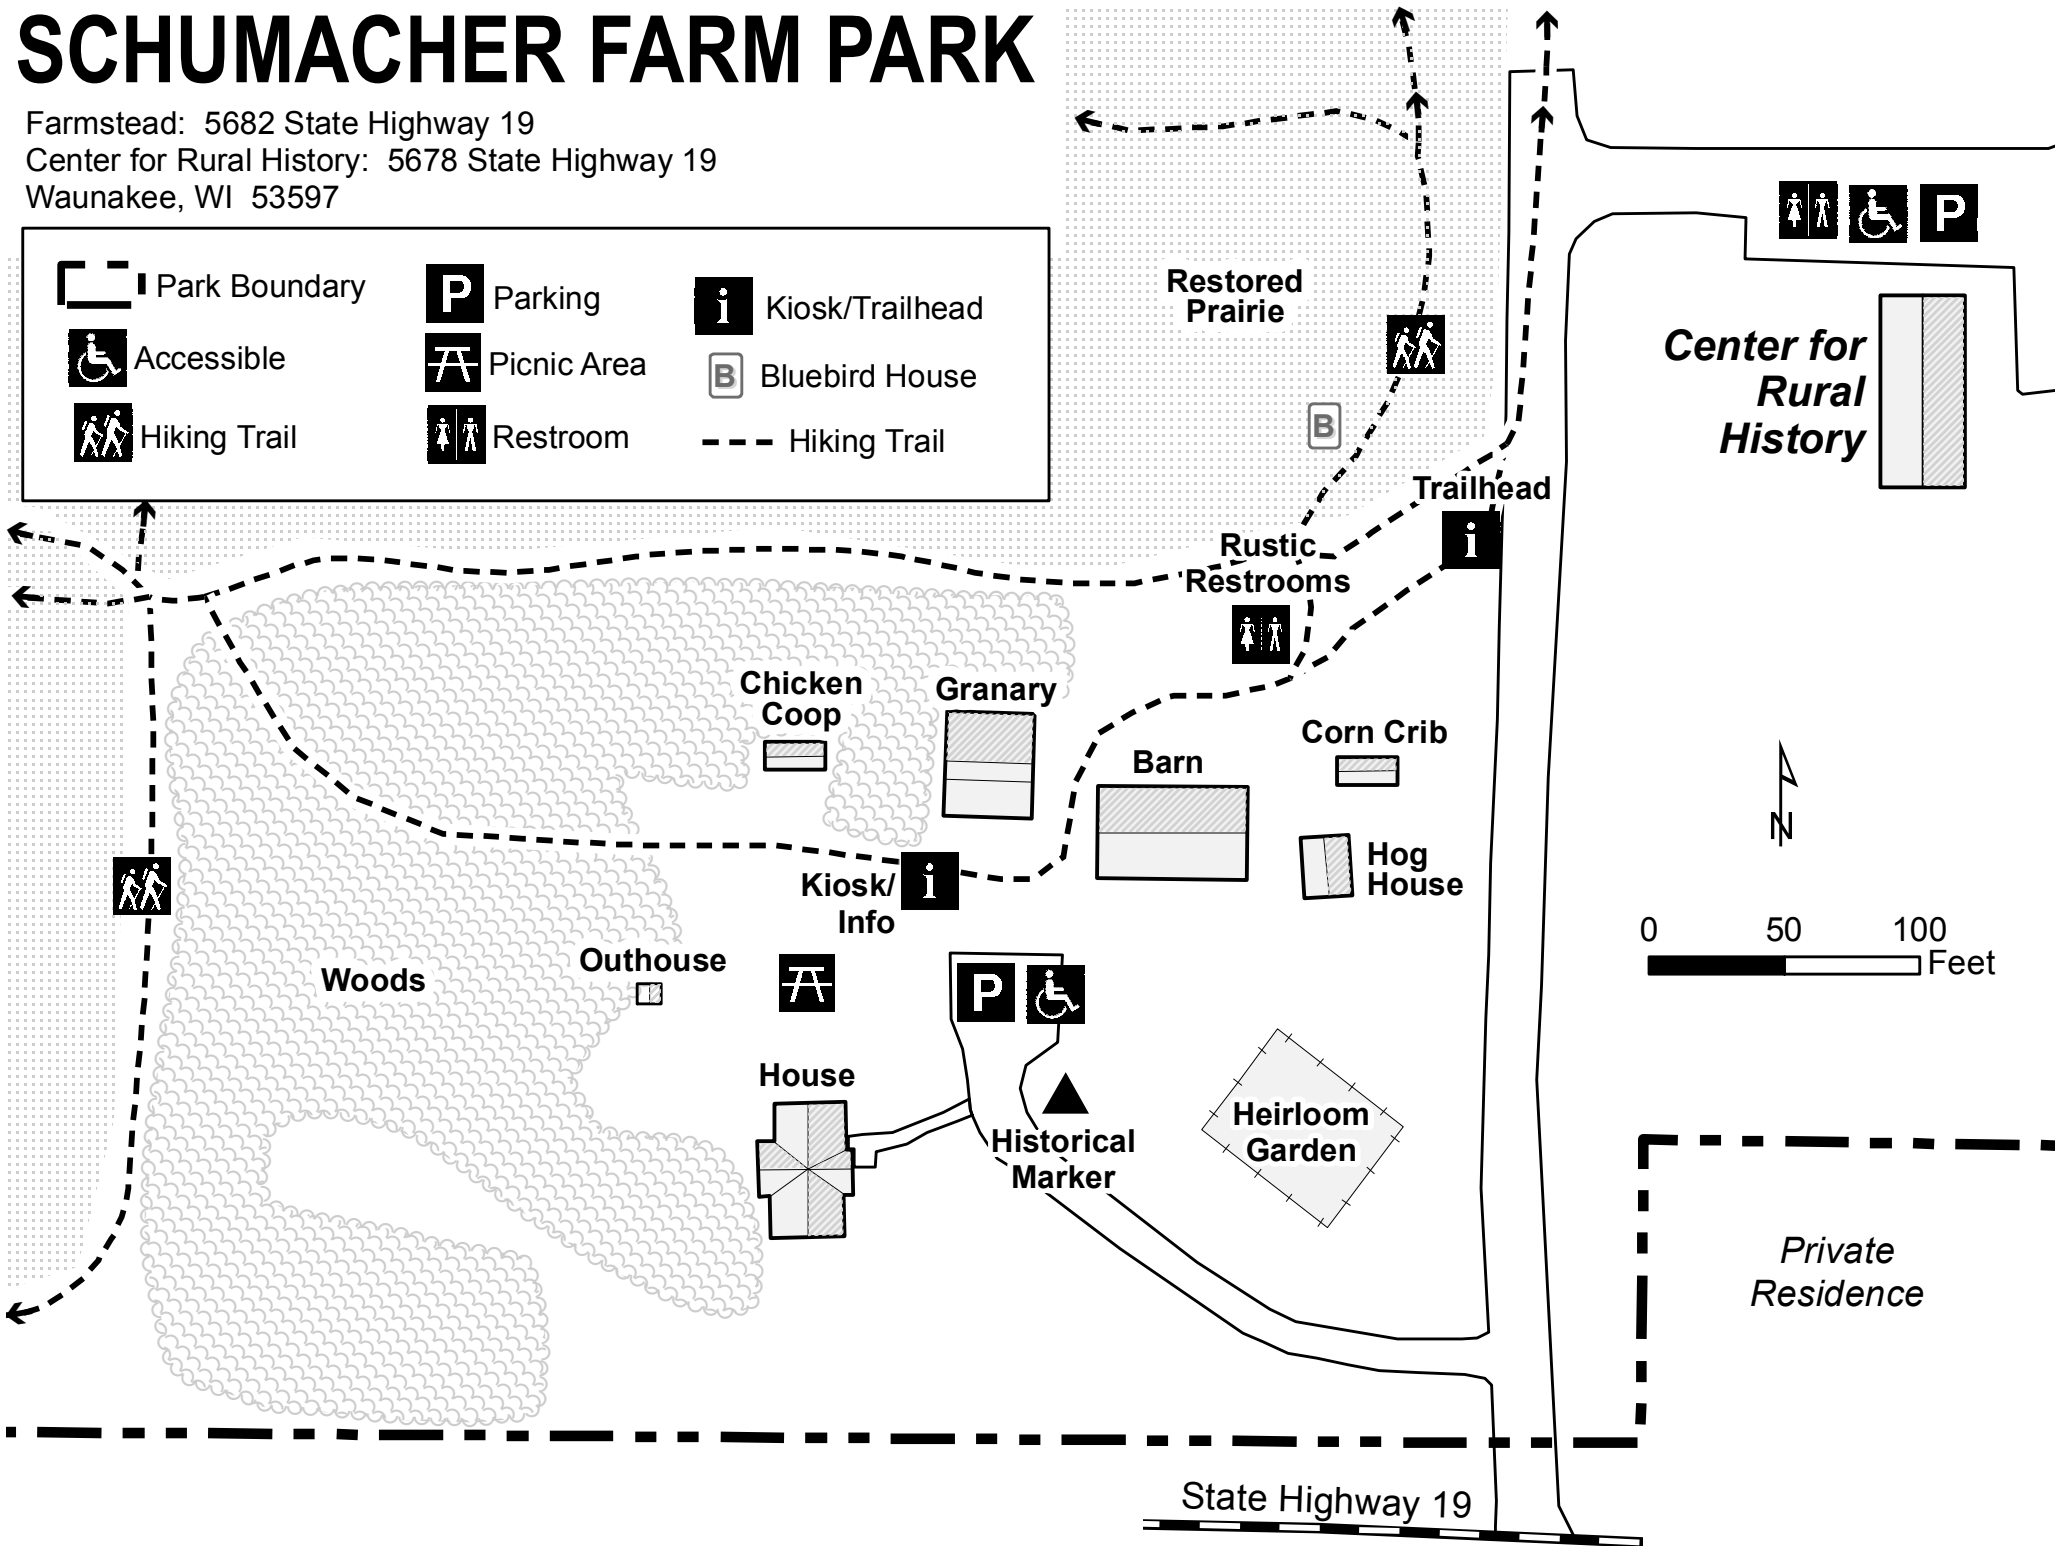 SCHUMACHER FARM PARK
Farmstead:  5682 State Highway 19
Center for Rural History:  5678 State Highway 19
Waunakee, WI  53597
Park Boundary
Accessible
Hiking Trail
P
Parking
Picnic Area
Restroom
i
Kiosk/Trailhead
B
Bluebird House
Hiking Trail
P
Restored
Prairie
Center for
Rural
History
B
Trailhead
i
Rustic
Restrooms
Chicken
Coop
Granary
Corn Crib
Barn
Hog
House
N
Kiosk/
Info
i
0 50 100
Feet
Outhouse
Woods
P
House
Historical
Marker
Heirloom
Garden
Private
Residence
State Highway 19